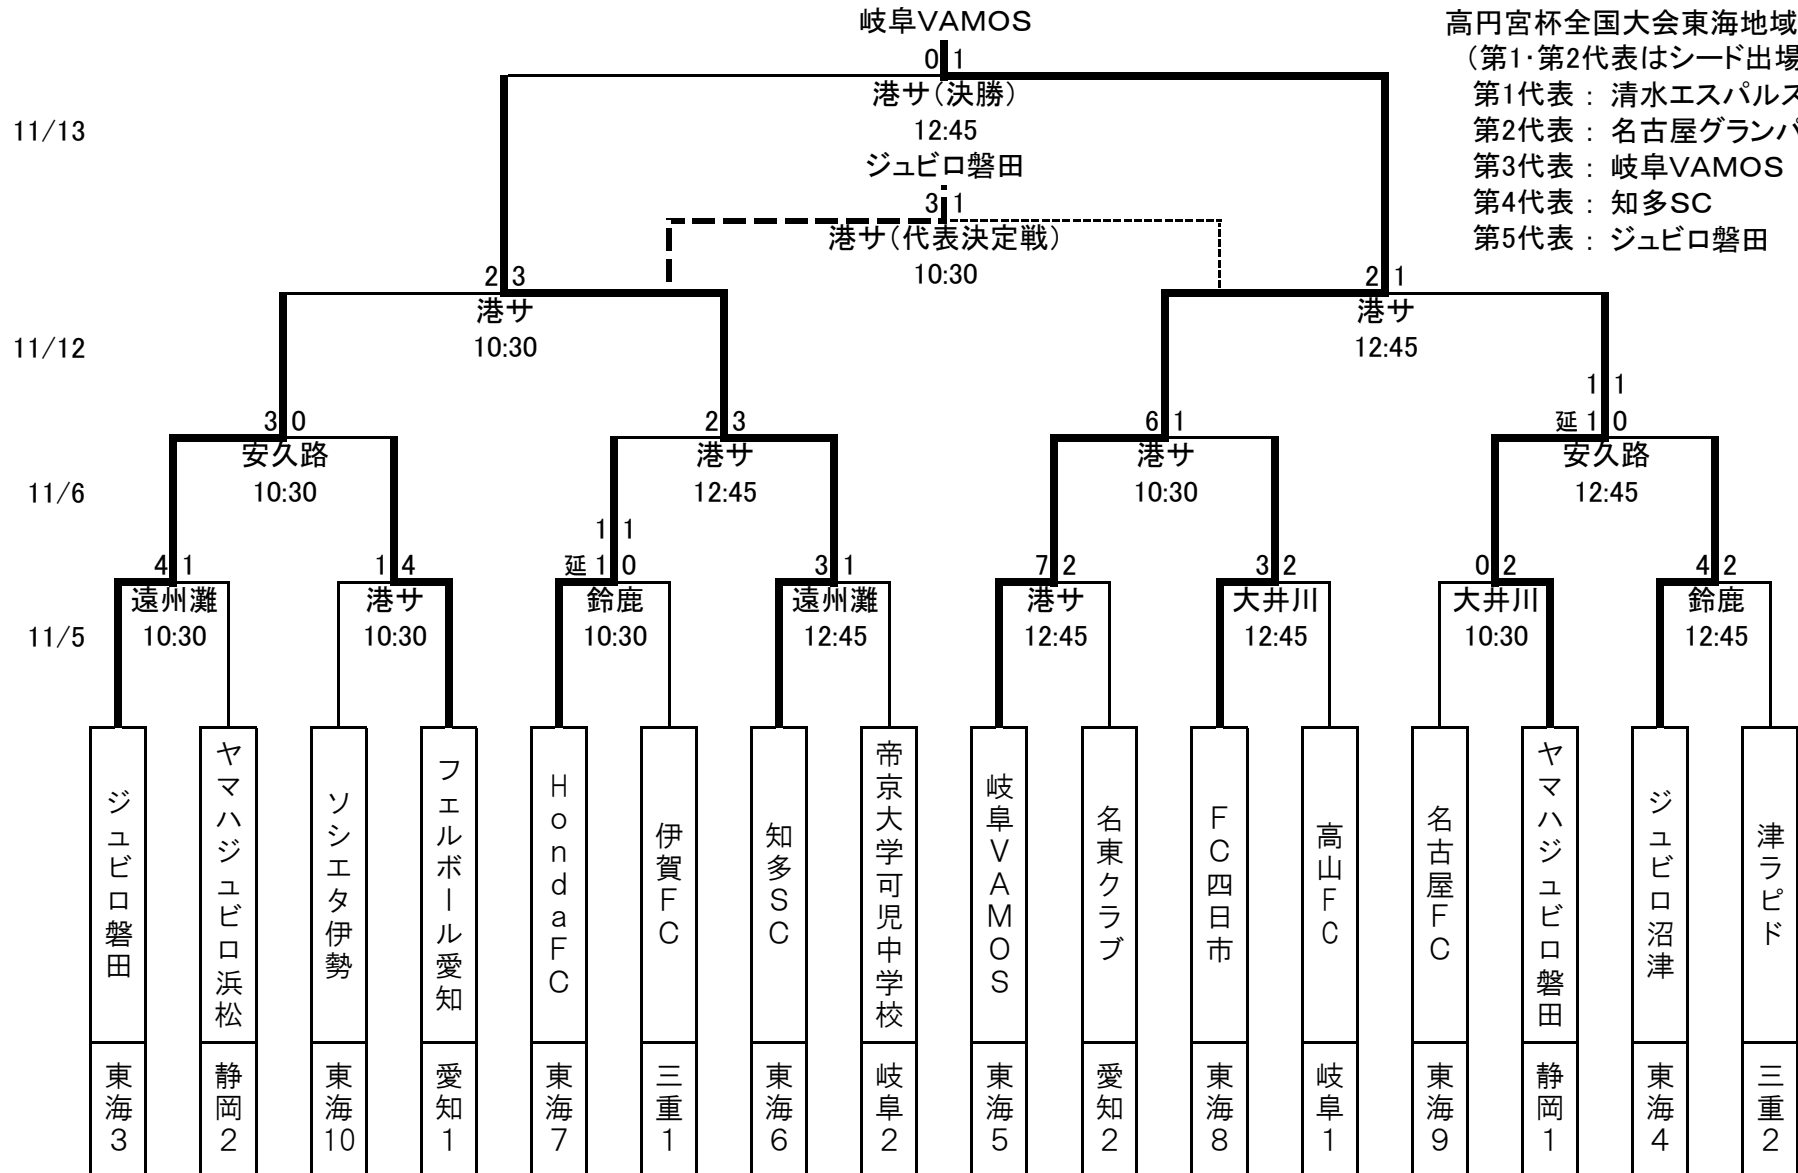 岐阜VAMOS
高円宮杯全国大会東海地域
（第1・第2代表はシード出場
第1代表 ： 清水エスパルス
第2代表 ： 名古屋グランパ
第3代表 ： 岐阜VAMOS
第4代表 ： 知多SC
第5代表 ： ジュビロ磐田
0 1
港サ（決勝）
12:45
11/13
ジュビロ磐田
3 1
港サ（代表決定戦）
10:30
2 3
港サ
10:30
2 1
港サ
12:45
11/12
3 0
安久路
10:30
2 3
港サ
12:45
6 1
港サ
10:30
1 1
延 1 0
安久路
12:45
11/6
4 1
遠州灘
10:30
1 4
港サ
10:30
1 1
延 1 0
鈴鹿
10:30
3 1
遠州灘
12:45
7 2
港サ
12:45
3 2
大井川
12:45
0 2
大井川
10:30
4 2
鈴鹿
12:45
11/5
ジュビロ磐田
ヤマハジュビロ浜松
ソシエタ伊勢
フェルボール愛知
HondaFC
伊賀FC
知多SC
帝京大学可児中学校
岐阜VAMOS
名東クラブ
FC四日市
高山FC
名古屋FC
ヤマハジュビロ磐田
ジュビロ沼津
津ラピド
東海3
静岡2
東海10
愛知1
東海7
三重1
東海6
岐阜2
東海5
愛知2
東海8
岐阜1
東海9
静岡1
東海4
三重2